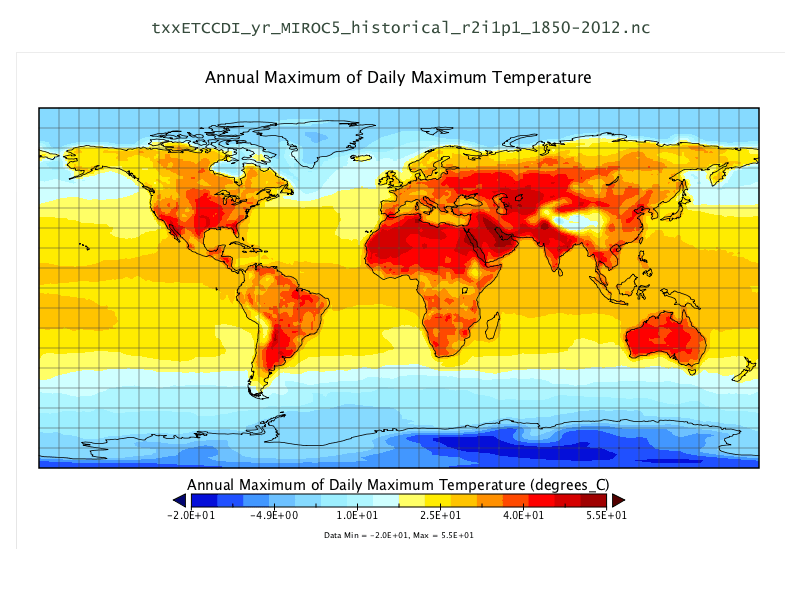 txxETCCDI_yr_MIROC5_historical_r2i1p1_1850-2012.nc
Annual Maximum of Daily Maximum Temperature
Annual Maximum of Daily Maximum Temperature (degrees_C)
-2.0E+01 -4.9E+00 1.0E+01 2.5E+01 4.0E+01 5.5E+01
Data Min = -2.0E+01, Max = 5.5E+01